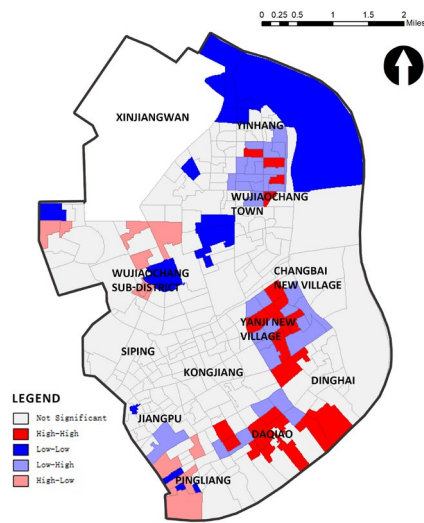 0 0.25 0.5 1 1.5 2
Miles
XINJIANGWAN
YINHANG
WUJIAOCHANG
TOWN
WUJIAOCHANG
SUB-DISTRICT
CHANGBAI
NEW VILLAGE
YANJI NEW
VILLAGE
SIPING
KONGJIANG
DINGHAI
JIANGPU
DAQIAO
PINGLIANG
LEGEND
Not Significant
High-High
Low-Low
Low-High
High-Low